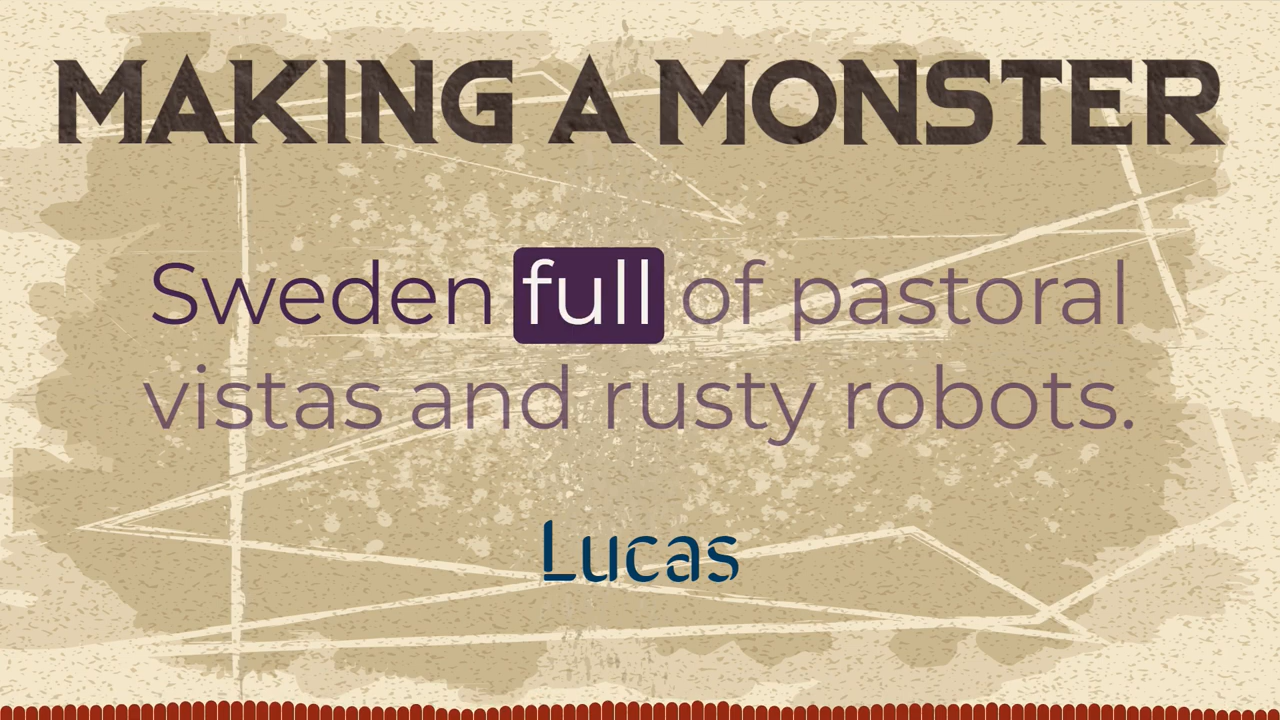 MAKING A MONSTER
Sweden full of pastoral
vistas and rusty robots.
Lucas